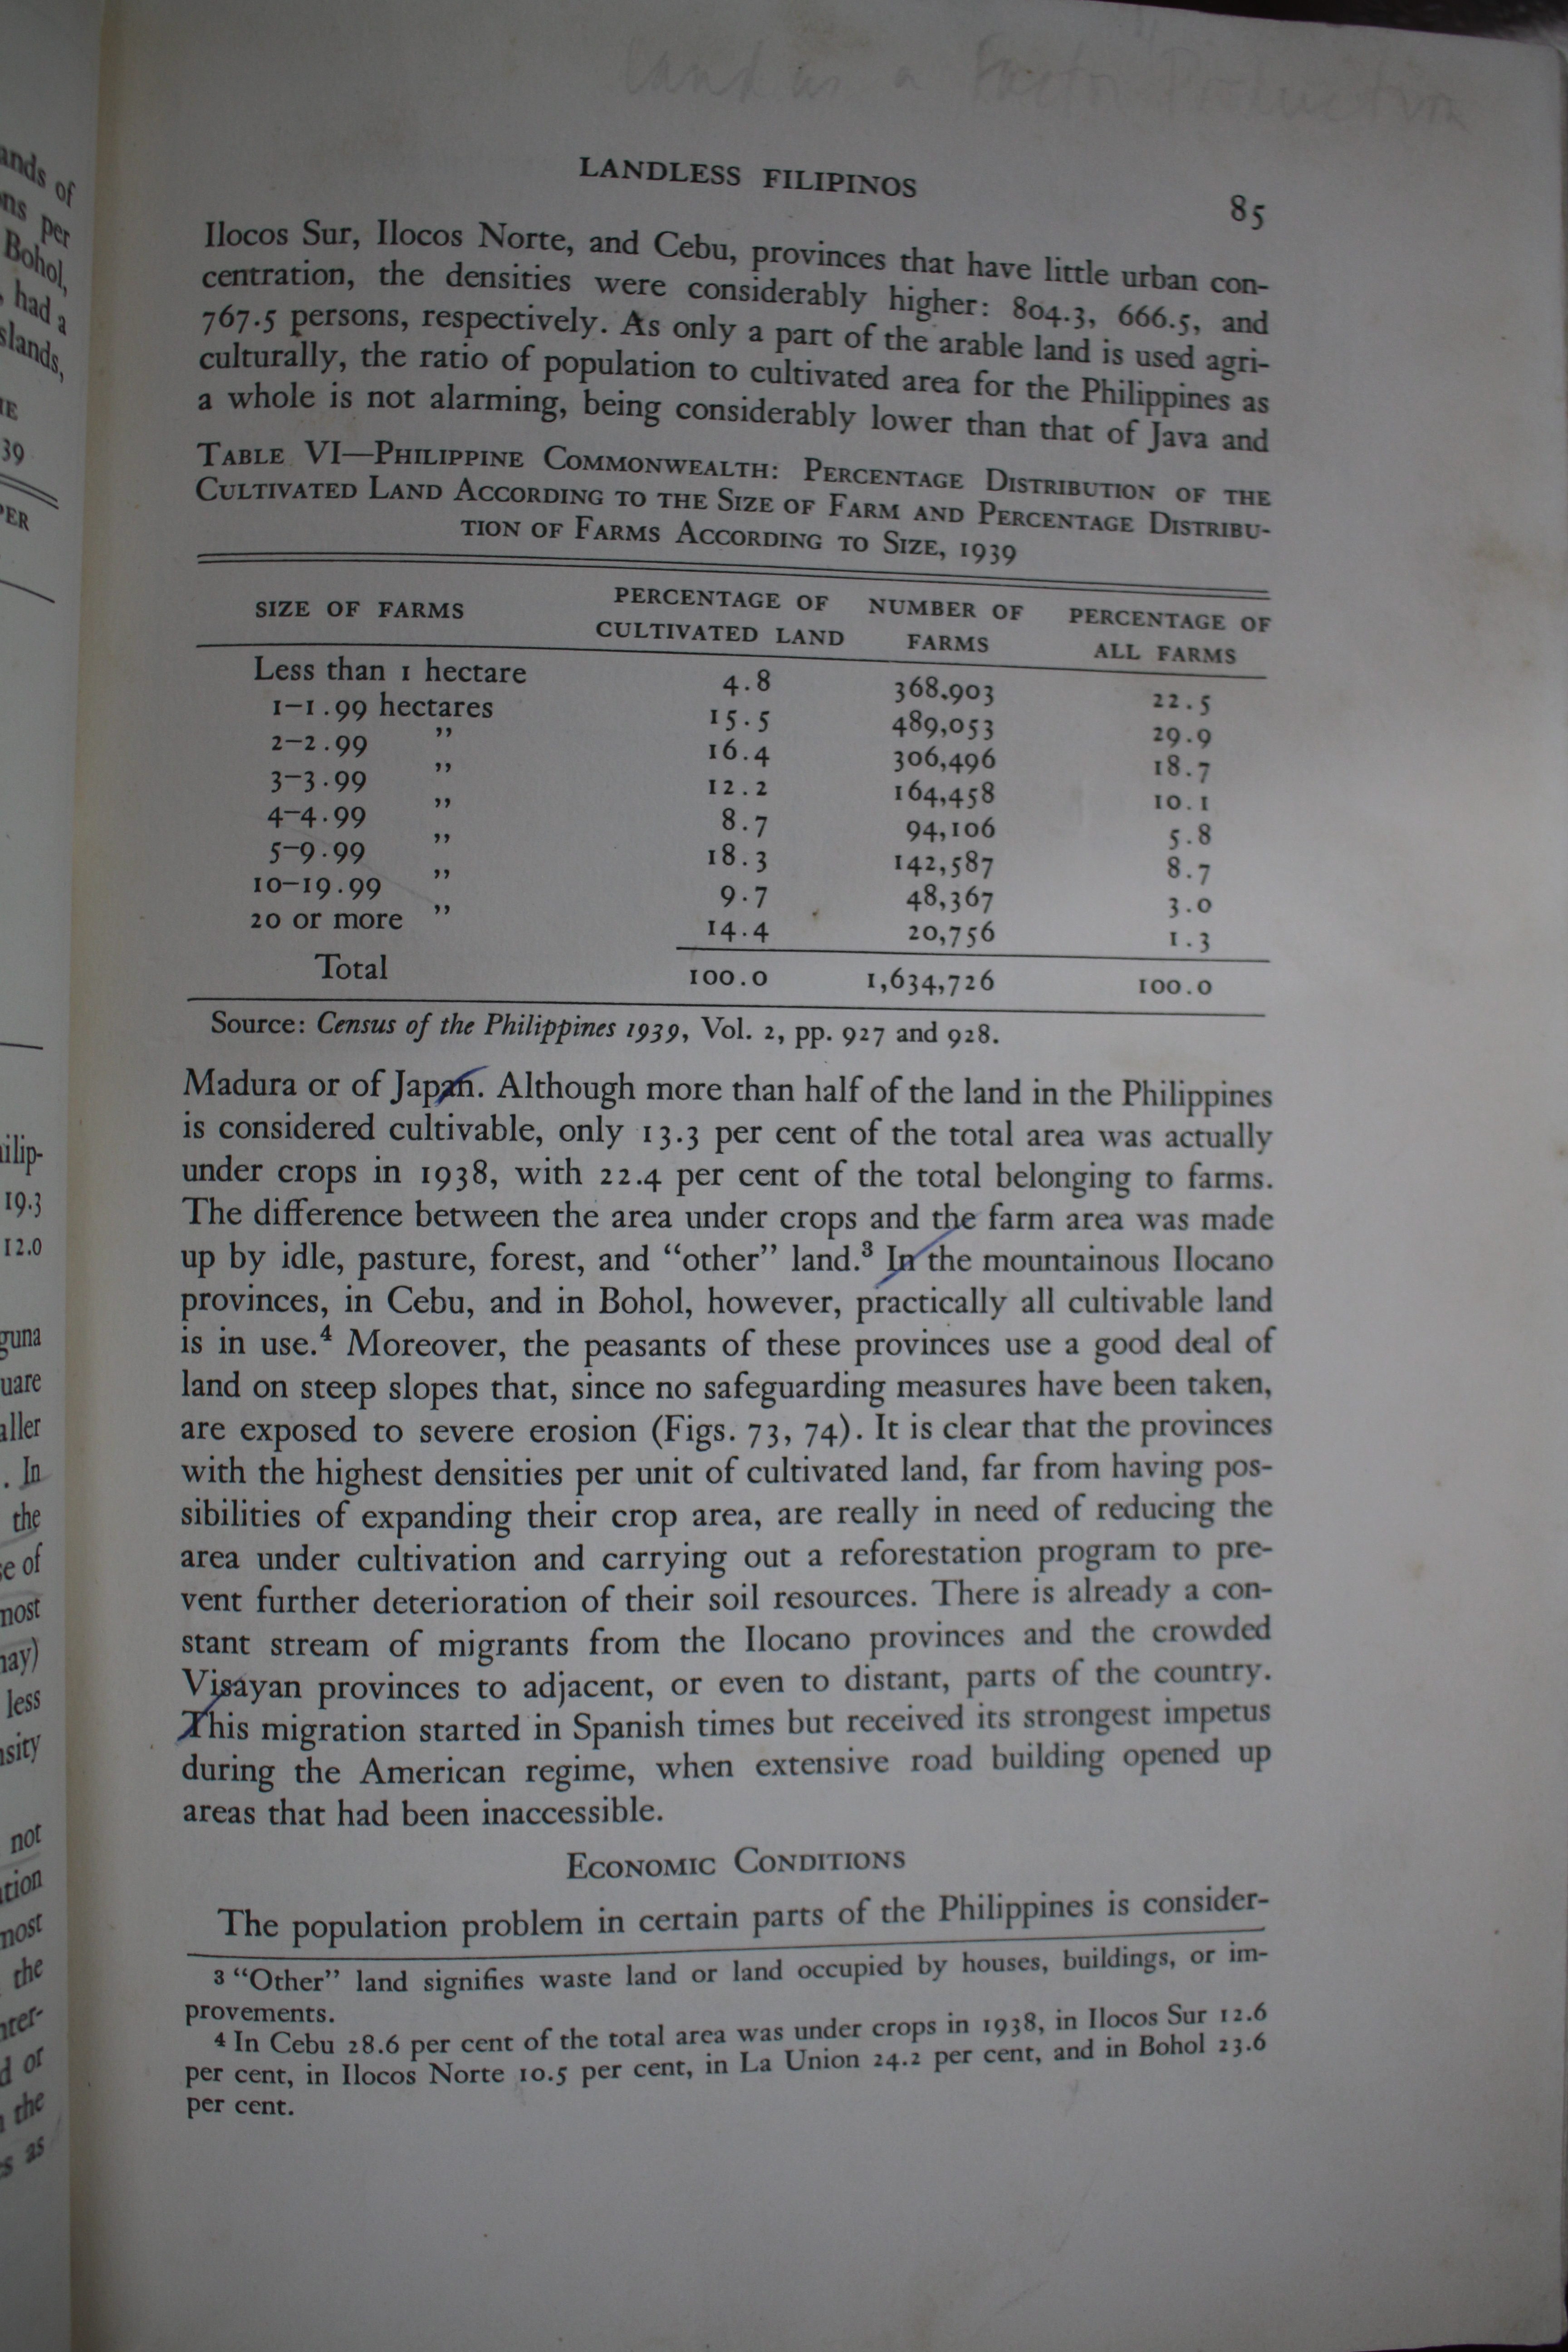 land as a Factor Production
LANDLESS FILIPINOS
85
Ilocos Sur, Ilocos Norte, and Cebu, provinces that have little urban con-
centration, the densities were considerably higher: 804.3, 666.5, and
767.5 persons, respectively. As only a part of the arable land is used agri-
culturally, the ratio of population to cultivated area for the Philippines as
a whole is not alarming, being considerably lower than that of Java and
TABLE VI—PHILIPPINE COMMONWEALTH: PERCENTAGE DISTRIBUTION OF THE
CULTIVATED LAND ACCORDING TO THE SIZE OF FARM AND PERCENTAGE DISTRIBU-
TION OF FARMS ACCORDING TO SIZE, 1939
SIZE OF FARMS PERCENTAGE OF CULTIVATED LAND NUMBER OF FARMS PERCENTAGE OF ALL FARMS
Less than 1 hectare 4.8 368.903 22.5
1–1.99 hectares 15.5 489,053 29.9
2–2.99 ” 16.4 306,496 18.7
3–3.99 ” 12.2 164,458 10.1
4–4.99 ” 8.7 94,106 5.8
5–9.99 ” 18.3 142,587 8.7
10–19.99 ” 9.7 48,367 3.0
20 or more ” 14.4 20,756 1.3
Total 100.0 1,634,726 100.0
Source: Census of the Philippines 1939, Vol. 2, pp. 927 and 928.
Madura or of Japan. Although more than half of the land in the Philippines
is considered cultivable, only 13.3 per cent of the total area was actually
under crops in 1938, with 22.4 per cent of the total belonging to farms.
The difference between the area under crops and the farm area was made
up by idle, pasture, forest, and “other” land.³ In the mountainous Ilocano
provinces, in Cebu, and in Bohol, however, practically all cultivable land
is in use.⁴ Moreover, the peasants of these provinces use a good deal of
land on steep slopes that, since no safeguarding measures have been taken,
are exposed to severe erosion (Figs. 73, 74). It is clear that the provinces
with the highest densities per unit of cultivated land, far from having pos-
sibilities of expanding their crop area, are really in need of reducing the
area under cultivation and carrying out a reforestation program to pre-
vent further deterioration of their soil resources. There is already a con-
stant stream of migrants from the Ilocano provinces and the crowded
Visayan provinces to adjacent, or even to distant, parts of the country.
This migration started in Spanish times but received its strongest impetus
during the American regime, when extensive road building opened up
areas that had been inaccessible.
ECONOMIC CONDITIONS
The population problem in certain parts of the Philippines is consider-
3 “Other” land signifies waste land or land occupied by houses, buildings, or im-
provements.
4 In Cebu 28.6 per cent of the total area was under crops in 1938, in Ilocos Sur 12.6
per cent, in Ilocos Norte 10.5 per cent, in La Union 24.2 per cent, and in Bohol 23.6
per cent.